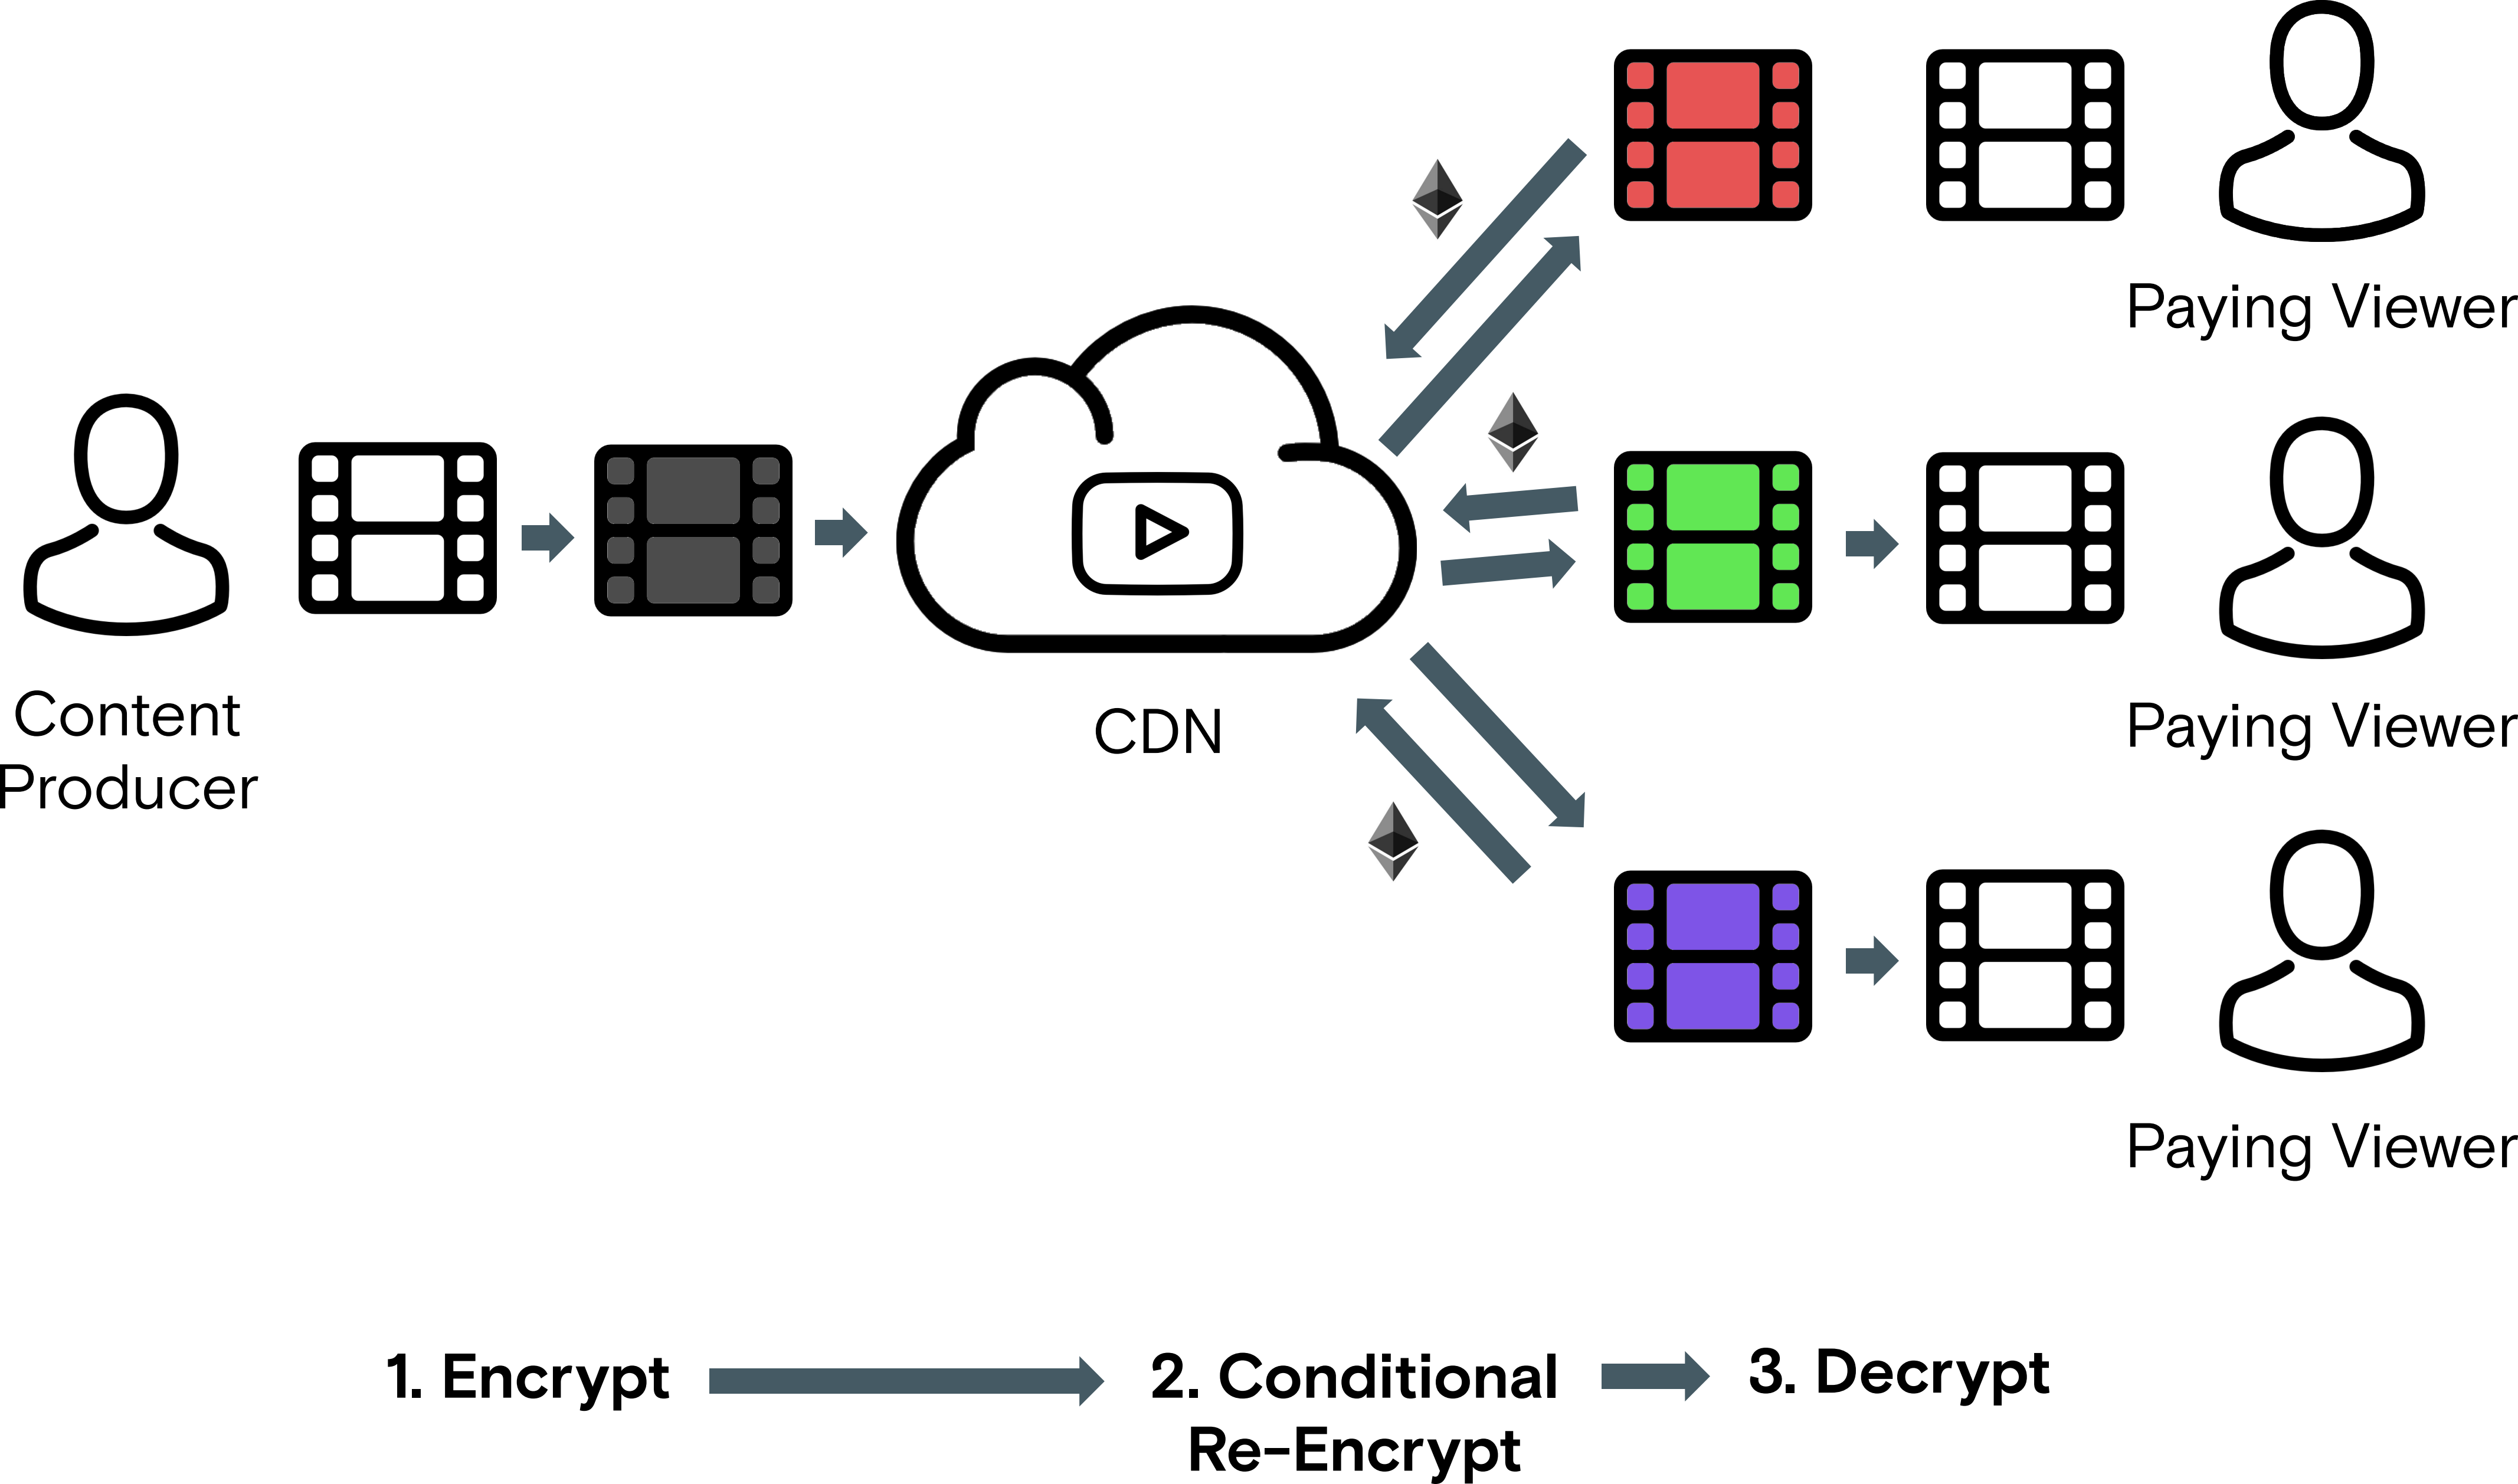 Paying Viewer
Content
Producer
CDN
Paying Viewer
Paying Viewer
1. Encrypt
2. Conditional
Re-Encrypt
3. Decrypt